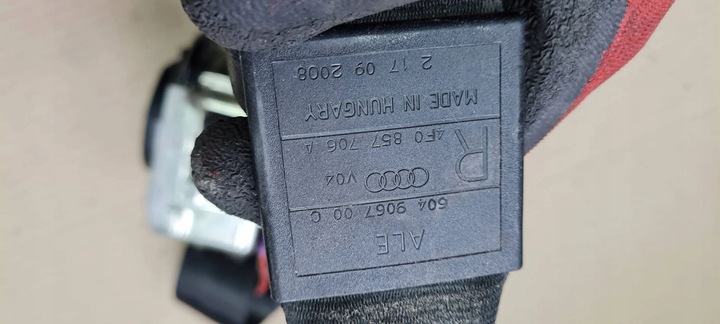 ALE
604 9067 00 C
V04
R
4F0 857 706 A
MADE IN HUNGARY
2 17 09 2008